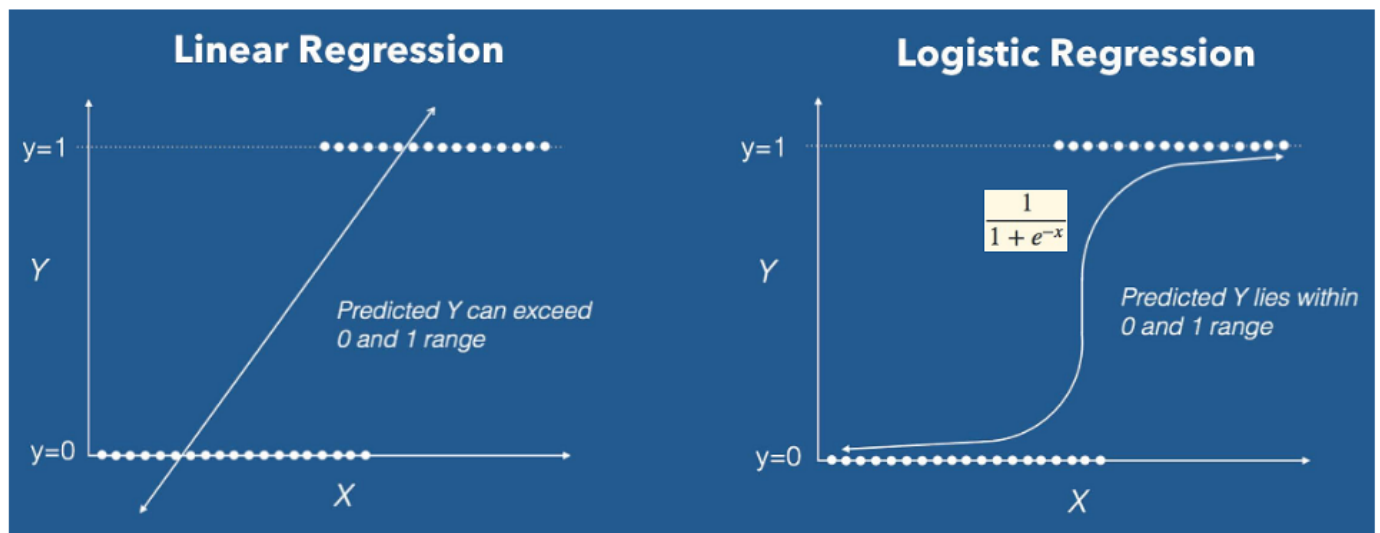 Linear Regression
y=1
Y
Predicted Y can exceed
0 and 1 range
y=0
X
Logistic Regression
y=1
1
1 + e^{-x}
Y
Predicted Y lies within
0 and 1 range
y=0
X